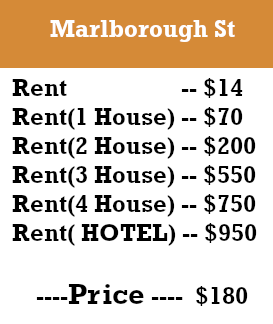 Marlborough St
Rent -- $14
Rent(1 House) -- $70
Rent(2 House) -- $200
Rent(3 House) -- $550
Rent(4 House) -- $750
Rent( HOTEL) -- $950
----Price ---- $180